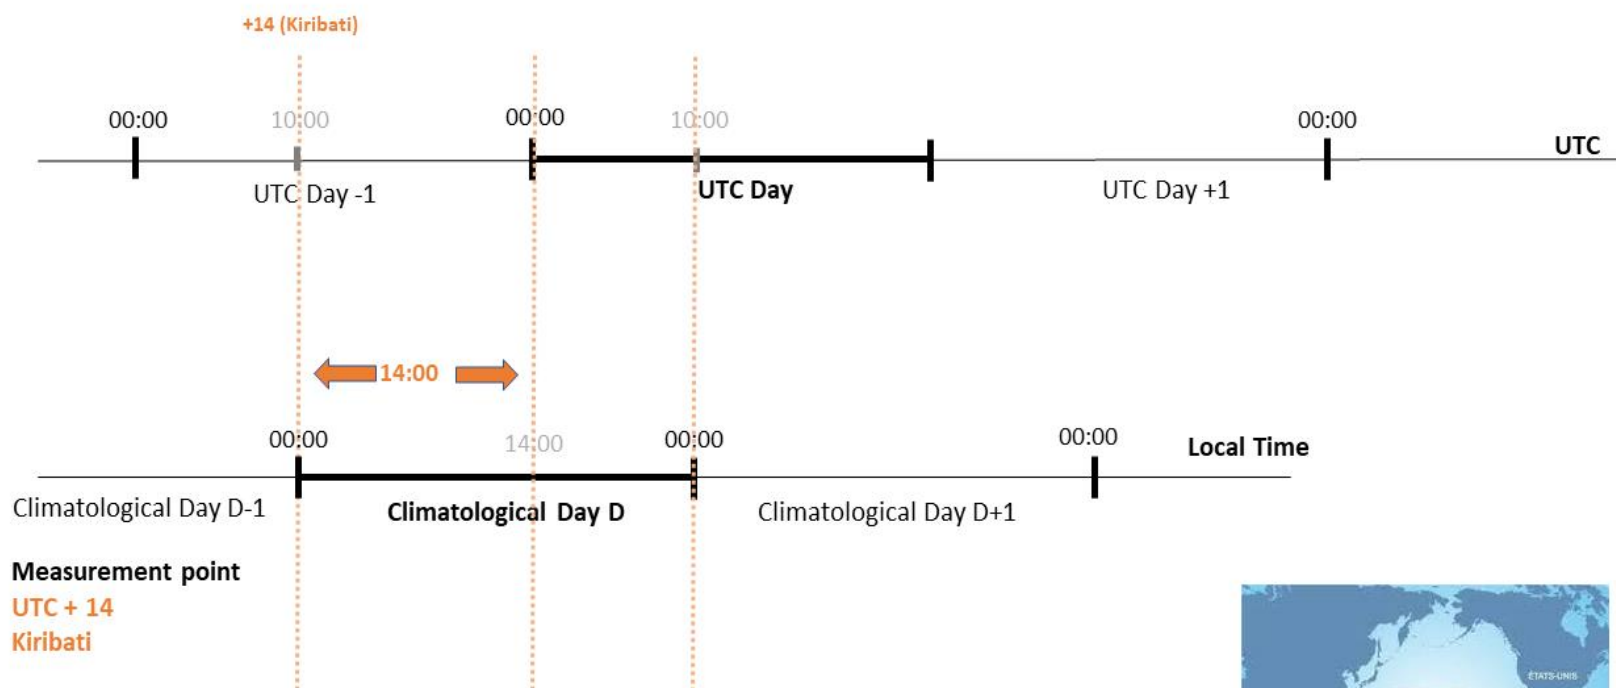 +14 (Kiribati)
00:00
10:00
00:00
10:00
00:00
UTC
UTC Day -1
UTC Day
UTC Day +1
14:00
00:00
14:00
00:00
00:00
Local Time
Climatological Day D-1
Climatological Day D
Climatological Day D+1
Measurement point
UTC + 14
Kiribati
ÉTATS-UNIS